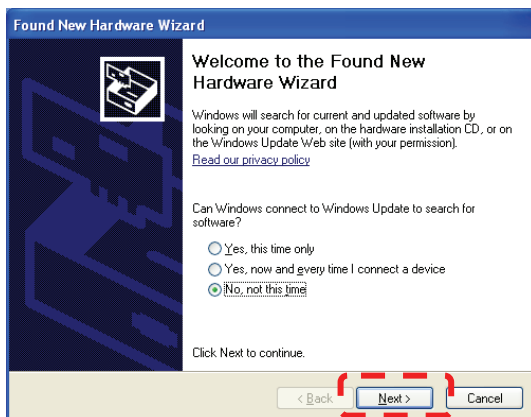 Found New Hardware Wizard
Welcome to the Found New
Hardware Wizard
Windows will search for current and updated software by
looking on your computer, on the hardware installation CD, or on
the Windows Update Web site (with your permission).
Read our privacy policy
Can Windows connect to Windows Update to search for
software?
Yes, this time only
Yes, now and every time I connect a device
No, not this time
Click Next to continue.
< Back Next > Cancel